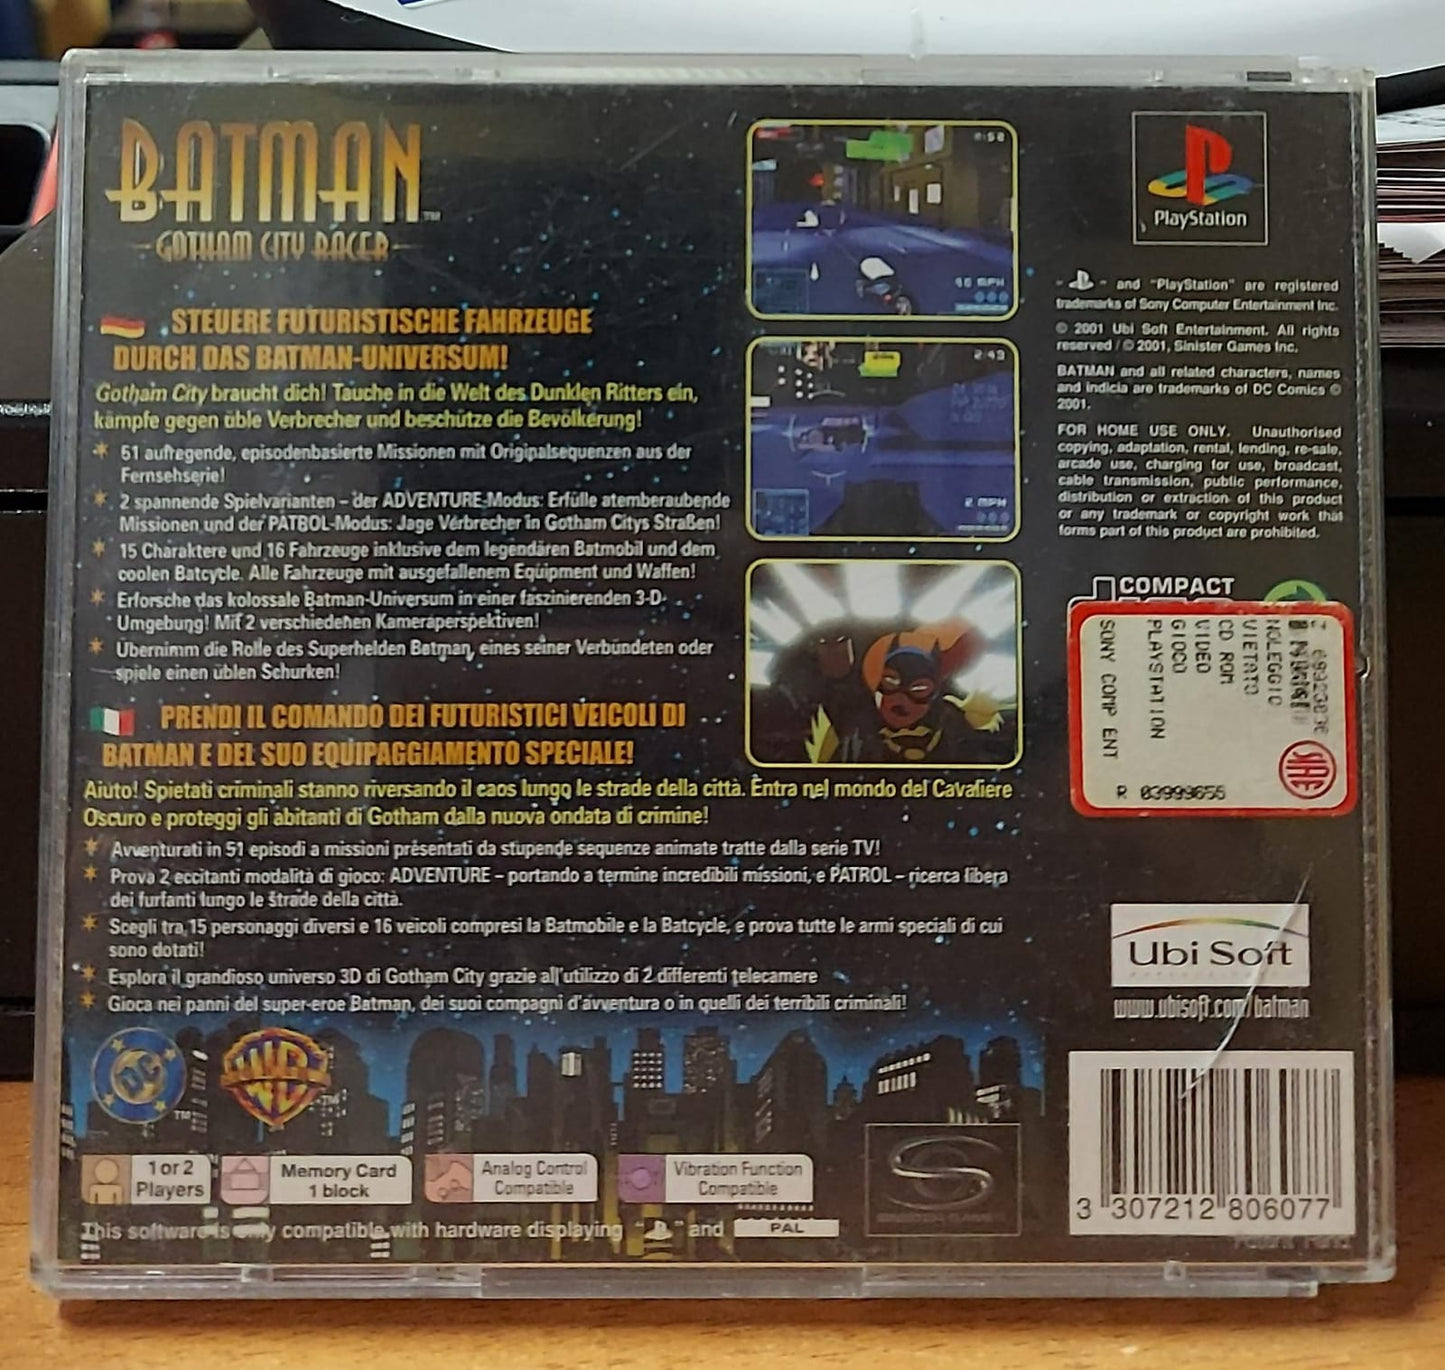 BATMAN™
GOTHAM CITY RACER
STEUERE FUTURISTISCHE FAHRZEUGE
DURCH DAS BATMAN-UNIVERSUM!
Gotham City braucht dich! Tauche in die Welt des Dunklen Ritters ein,
kämpfe gegen üble Verbrecher und beschütze die Bevölkerung!
* 51 aufregende, episodenbasierte Missionen mit Originalsequenzen aus der
Fernsehserie!
* 2 spannende Spielvarianten – der ADVENTURE-Modus: Erfülle atemberaubende
Missionen und der PATROL-Modus: Jage Verbrecher in Gotham Citys Straßen!
* 15 Charaktere und 16 Fahrzeuge inklusive dem legendären Batmobil und dem
coolen Batcycle. Alle Fahrzeuge mit ausgefallenem Equipment und Waffen!
* Erforsche das kolossale Batman-Universum in einer faszinierenden 3-D-
Umgebung! Mit 2 verschiedenen Kameraperspektiven!
* Übernimm die Rolle des Superhelden Batman, eines seiner Verbündeten oder
spiele einen üblen Schurken!
PRENDI IL COMANDO DEI FUTURISTICI VEICOLI DI
BATMAN E DEL SUO EQUIPAGGIAMENTO SPECIALE!
Aiuto! Spietati criminali stanno riversando il caos lungo le strade della città. Entra nel mondo del Cavaliere
Oscuro e proteggi gli abitanti di Gotham dalla nuova ondata di crimine!
* Avventurati in 51 episodi a missioni presentati da stupende sequenze animate tratte dalla serie TV!
* Prova 2 eccitanti modalità di gioco: ADVENTURE – portando a termine incredibili missioni, e PATROL – ricerca libera
dei furfanti lungo le strade della città.
* Scegli tra 15 personaggi diversi e 16 veicoli compresi la Batmobile e la Batcycle, e prova tutte le armi speciali di cui
sono dotati!
* Esplora il grandioso universo 3D di Gotham City grazie all'utilizzo di 2 differenti telecamere
* Gioca nei panni del super-eroe Batman, dei suoi compagni d'avventura o in quelli dei terribili criminali!
DC™
WB™
1 or 2
Players
Memory Card
1 block
Analog Control
Compatible
Vibration Function
Compatible
This software is only compatible with hardware displaying " " and PAL
2:58
MPH
2:49
2 MPH
PlayStation
" " and "PlayStation" are registered
trademarks of Sony Computer Entertainment Inc.
© 2001 Ubi Soft Entertainment. All rights
reserved / © 2001, Sinister Games Inc.
BATMAN and all related characters, names
and indicia are trademarks of DC Comics ©
2001.
FOR HOME USE ONLY. Unauthorised
copying, adaptation, rental, lending, re-sale,
arcade use, charging for use, broadcast,
cable transmission, public performance,
distribution or extraction of this product
or any trademark or copyright work that
forms part of this product are prohibited.
COMPACT
NOLEGGIO
VIETATO
CD ROM
VIDEO
GIOCO
PLAYSTATION
SONY COMP ENT
R 03999655
SIAE
Ubi Soft
www.ubisoft.com/batman
3 307212 806077